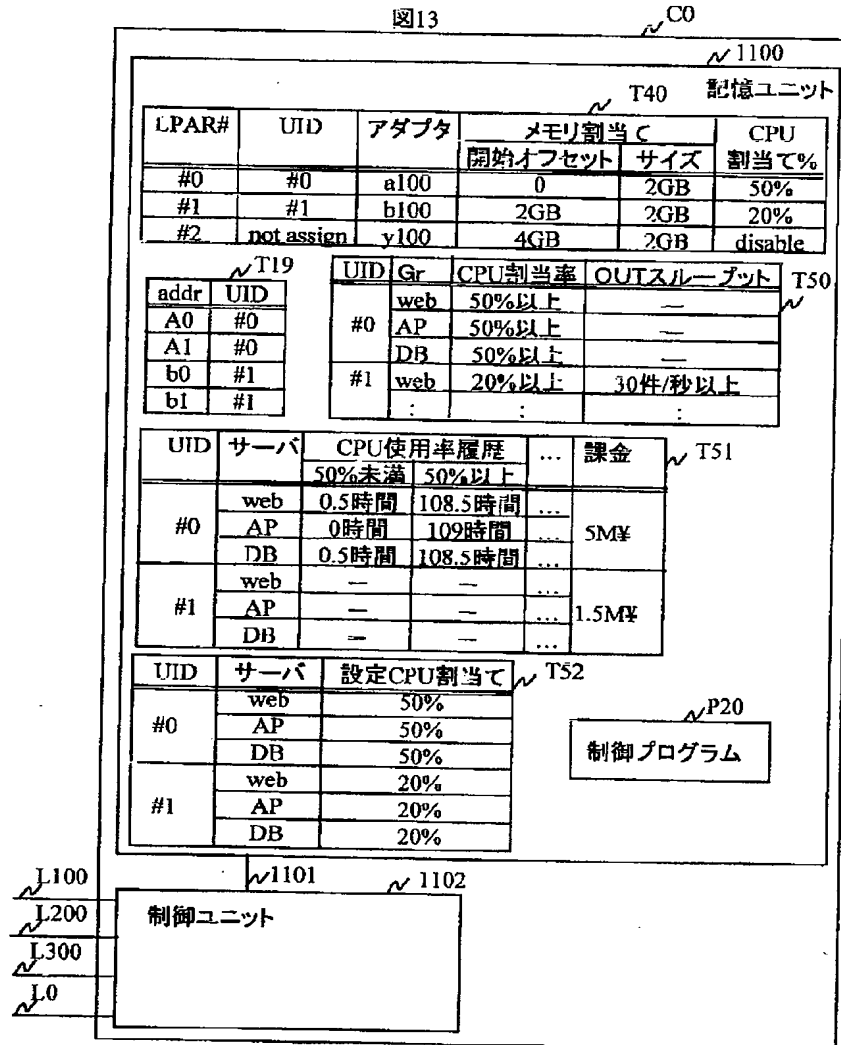 図13
C0
1100
T40 記憶ユニット
LPAR# UID アダプタ メモリ割当て CPU
開始オフセット サイズ 割当て%
#0 #0 a100 0 2GB 50%
#1 #1 b100 2GB 2GB 20%
#2 not assign y100 4GB 2GB disable
T19
addr UID
A0 #0
A1 #0
b0 #1
b1 #1
UID Gr CPU割当率 OUTスループット T50
web 50%以上 —
#0 AP 50%以上 —
DB 50%以上 —
#1 web 20%以上 30件/秒以上
: : :
UID サーバ CPU使用率履歴 … 課金 T51
50%未満 50%以上
web 0.5時間 108.5時間 …
#0 AP 0時間 109時間 … 5M¥
DB 0.5時間 108.5時間 …
web — — …
#1 AP — — … 1.5M¥
DB — — …
UID サーバ 設定CPU割当て T52
web 50%
#0 AP 50%
DB 50%
web 20%
#1 AP 20%
DB 20%
P20
制御プログラム
1101 1102
制御ユニット
L100
L200
L300
L0